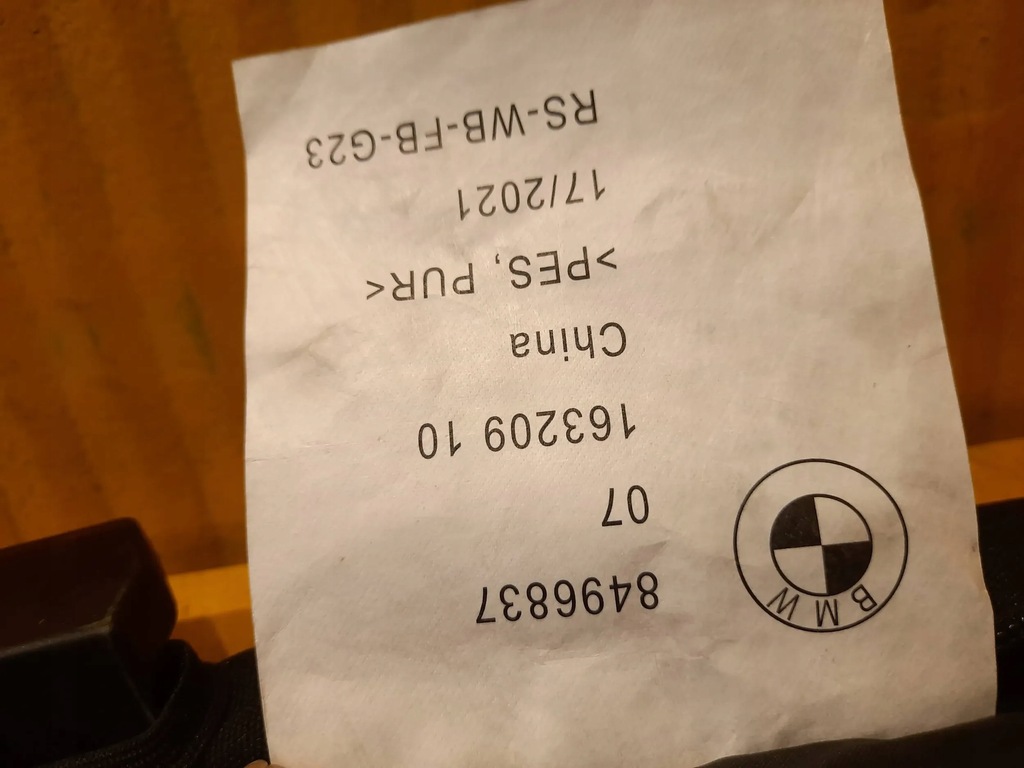 BMW
8496837
07
163209 10
China
>PES, PUR<
17/2021
RS-WB-FB-G23